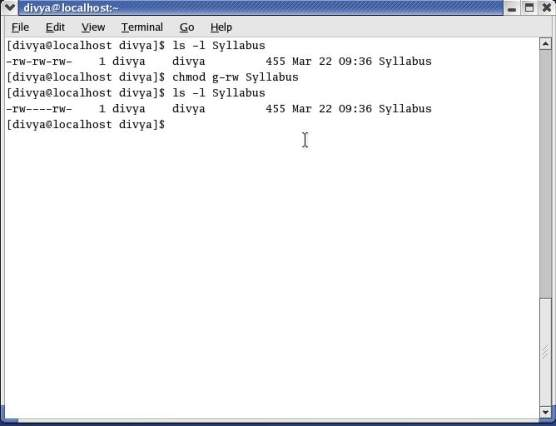 divya@localhost:~
File Edit View Terminal Go Help
[divya@localhost divya]$ ls -l Syllabus
-rw-rw-rw-    1 divya    divya         455 Mar 22 09:36 Syllabus
[divya@localhost divya]$ chmod g-rw Syllabus
[divya@localhost divya]$ ls -l Syllabus
-rw----rw-    1 divya    divya         455 Mar 22 09:36 Syllabus
[divya@localhost divya]$